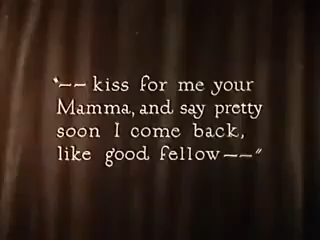 "—— kiss for me your
Mamma, and say pretty
soon I come back,
like good fellow——"